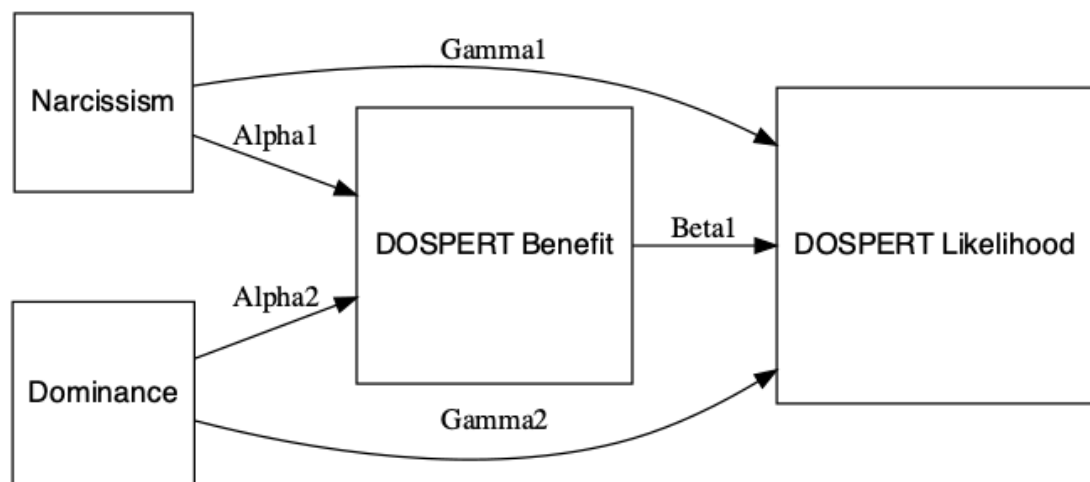 Gamma1
Narcissism
Alpha1
DOSPERT Benefit
Beta1
DOSPERT Likelihood
Alpha2
Dominance
Gamma2